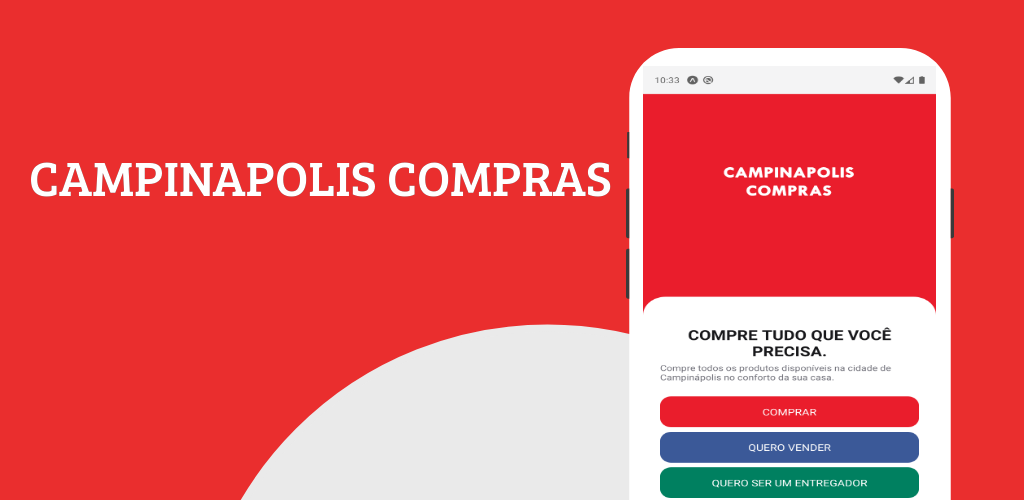 CAMPINAPOLIS COMPRAS
10:33
CAMPINAPOLIS
COMPRAS
COMPRE TUDO QUE VOCÊ
PRECISA.
Compre todos os produtos disponíveis na cidade de
Campinápolis no conforto da sua casa.
COMPRAR
QUERO VENDER
QUERO SER UM ENTREGADOR